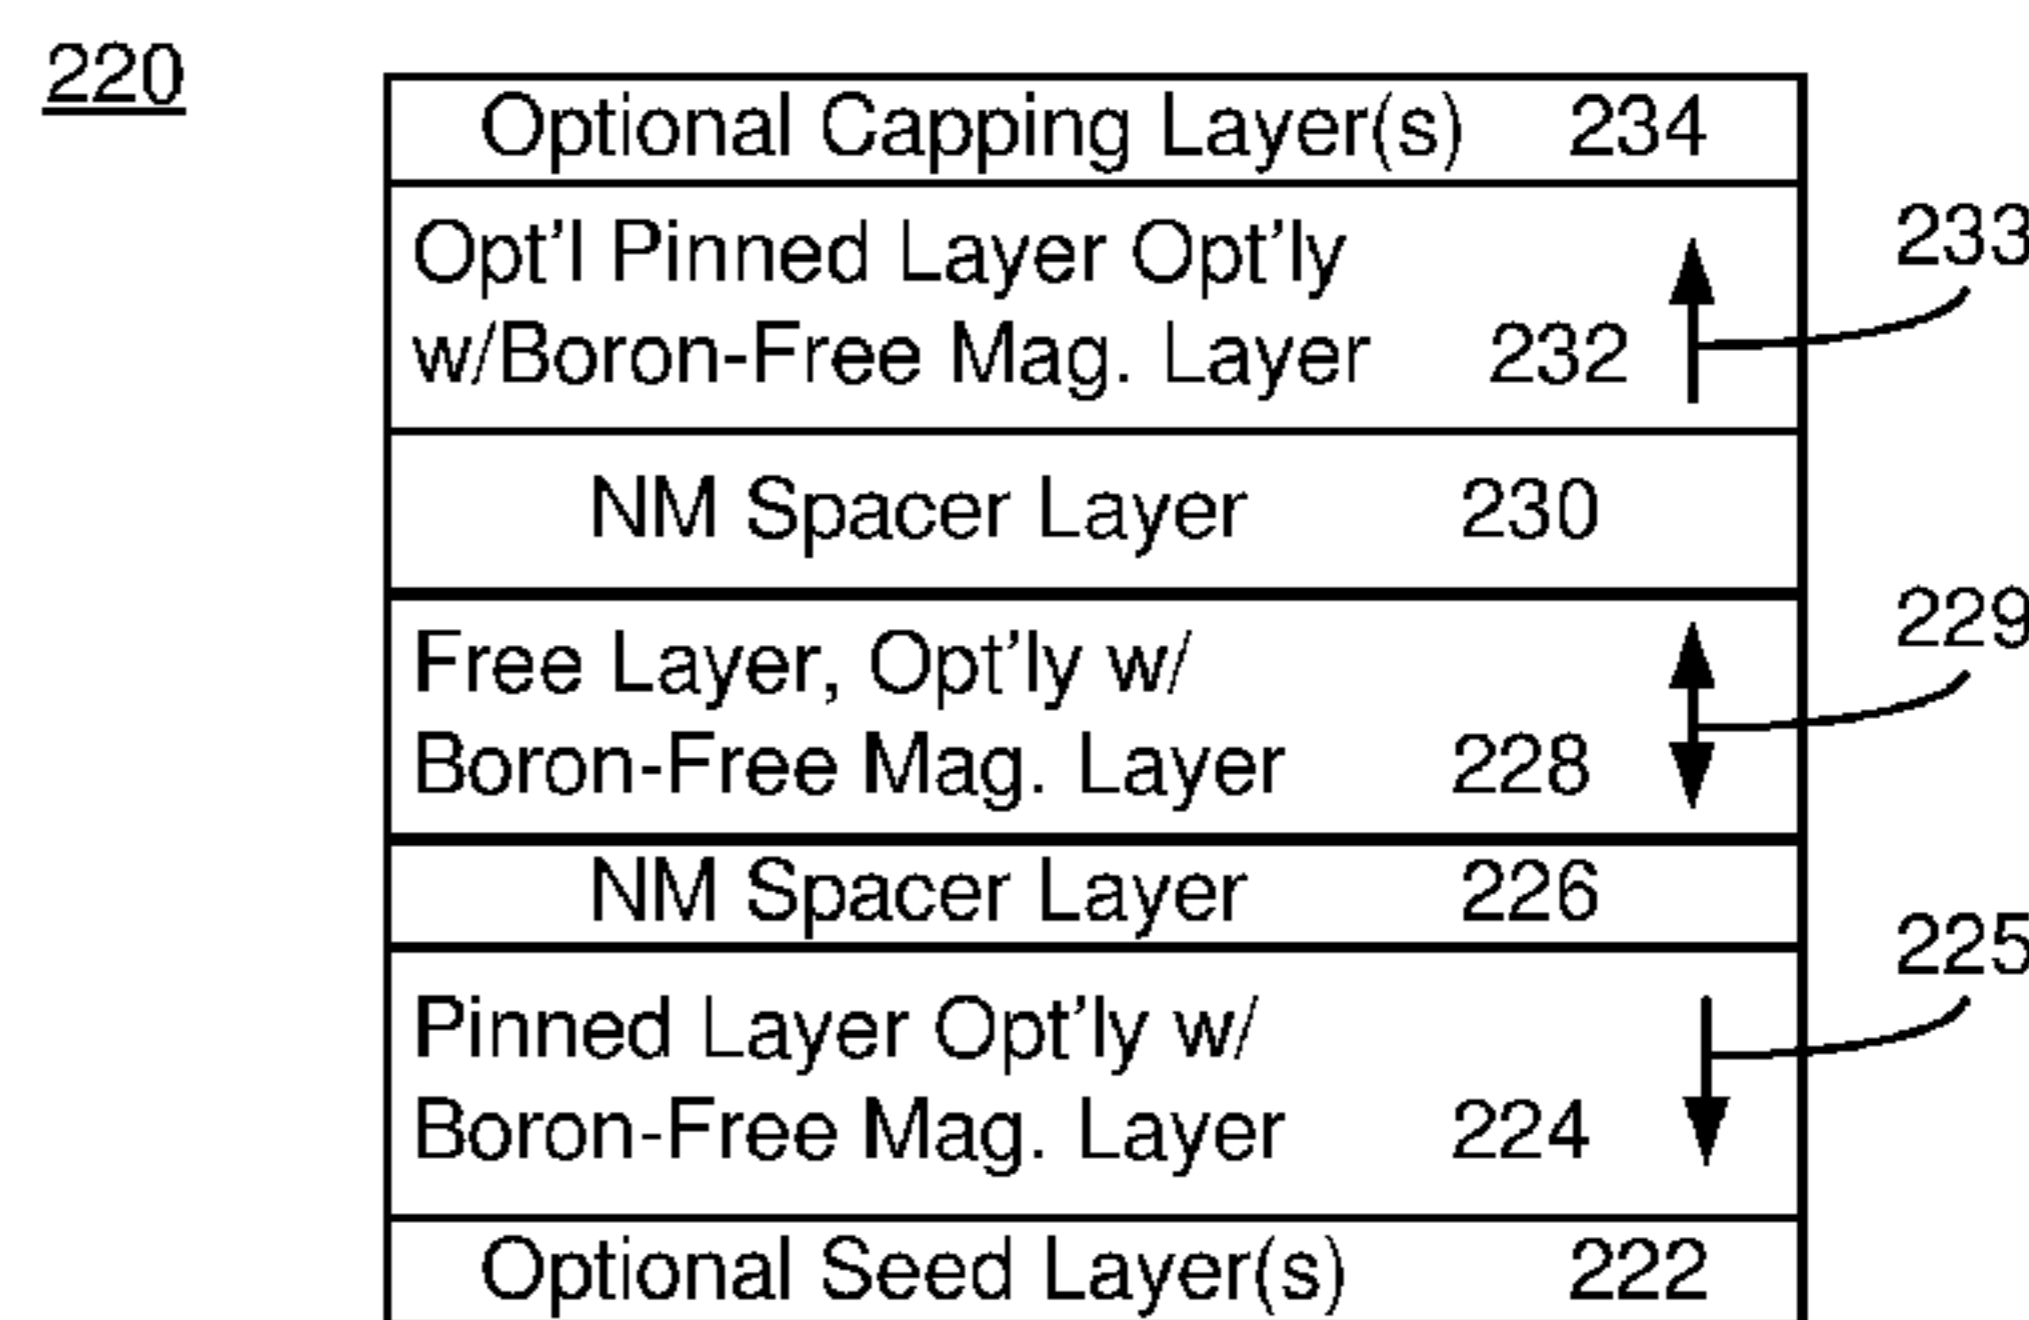 220
Optional Capping Layer(s) 234
Opt'l Pinned Layer Opt'ly
w/Boron-Free Mag. Layer 232
233
NM Spacer Layer 230
Free Layer, Opt'ly w/
Boron-Free Mag. Layer 228
229
NM Spacer Layer 226
Pinned Layer Opt'ly w/
Boron-Free Mag. Layer 224
225
Optional Seed Layer(s) 222